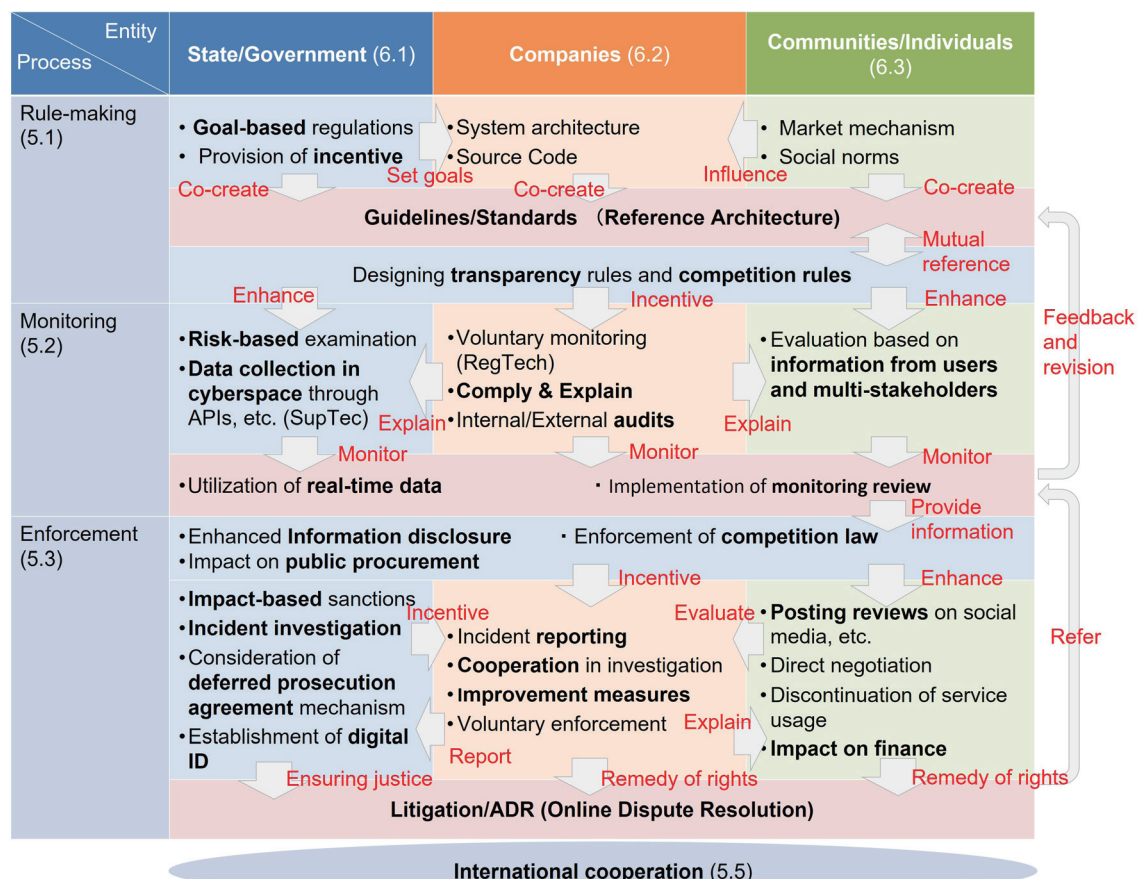 Entity
Process
State/Government (6.1)
Companies (6.2)
Communities/Individuals
(6.3)
Rule-making
(5.1)
• Goal-based regulations
• Provision of incentive
Set goals
•System architecture
•Source Code
Influence
• Market mechanism
• Social norms
Co-create
Co-create
Co-create
Guidelines/Standards （Reference Architecture)
Mutual
reference
Designing transparency rules and competition rules
Enhance
Incentive
Enhance
Feedback
and
revision
Monitoring
(5.2)
•Risk-based examination
•Data collection in
cyberspace through
APIs, etc. (SupTec)
Explain
•Voluntary monitoring
(RegTech)
•Comply & Explain
•Internal/External audits
Explain
•Evaluation based on
information from users
and multi-stakeholders
Monitor
Monitor
Monitor
•Utilization of real-time data
・Implementation of monitoring review
Provide
information
Enforcement
(5.3)
•Enhanced Information disclosure
・Enforcement of competition law
•Impact on public procurement
Incentive
Enhance
•Impact-based sanctions
•Incident investigation
•Consideration of
deferred prosecution
agreement mechanism
•Establishment of digital
ID
Incentive
•Incident reporting
•Cooperation in investigation
•Improvement measures
•Voluntary enforcement
Report
Evaluate
Explain
•Posting reviews on social
media, etc.
•Direct negotiation
•Discontinuation of service
usage
•Impact on finance
Refer
Ensuring justice
Remedy of rights
Remedy of rights
Litigation/ADR (Online Dispute Resolution)
International cooperation (5.5)